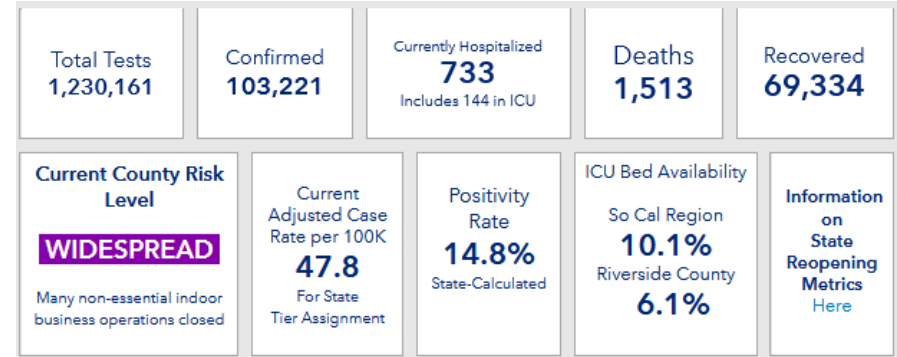 Total Tests
1,230,161
Confirmed
103,221
Currently Hospitalized
733
Includes 144 in ICU
Deaths
1,513
Recovered
69,334
Current County Risk
Level
WIDESPREAD
Many non-essential indoor
business operations closed
Current
Adjusted Case
Rate per 100K
47.8
For State
Tier Assignment
Positivity
Rate
14.8%
State-Calculated
ICU Bed Availability
So Cal Region
10.1%
Riverside County
6.1%
Information
on
State
Reopening
Metrics
Here